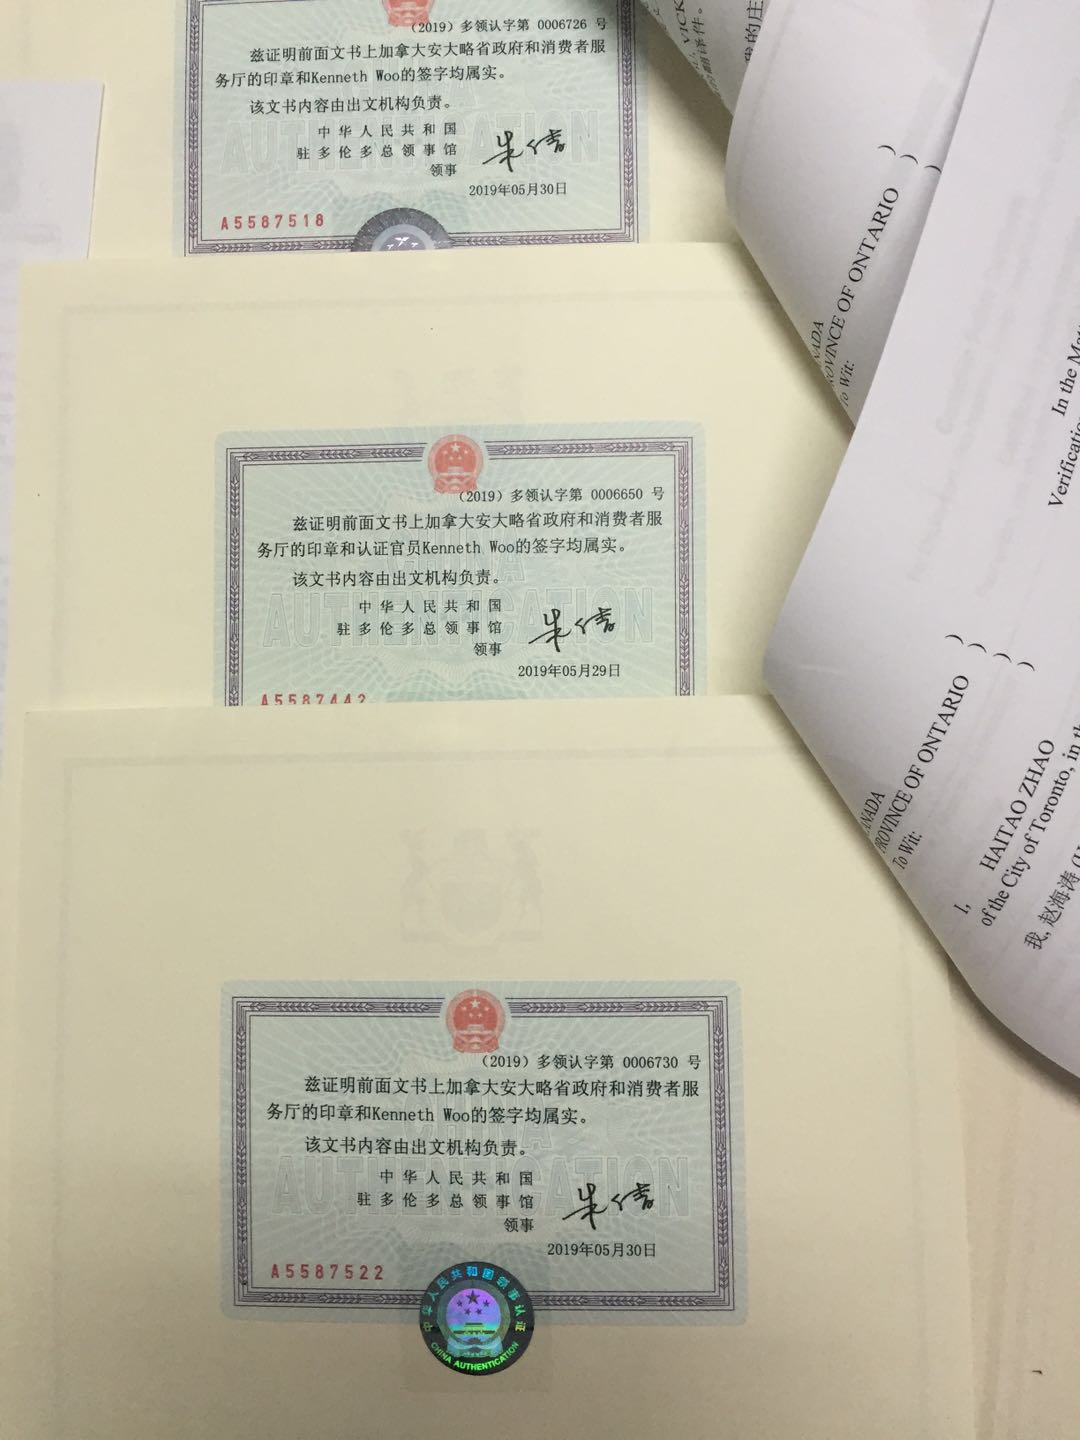 (2019)多领认字第 0006726 号
兹证明前面文书上加拿大安大略省政府和消费者服
务厅的印章和Kenneth Woo的签字均属实。
该文书内容由出文机构负责。
中华人民共和国
驻多伦多总领事馆
领事
2019年05月30日
A5587518
(2019)多领认字第 0006650 号
兹证明前面文书上加拿大安大略省政府和消费者服
务厅的印章和认证官员Kenneth Woo的签字均属实。
该文书内容由出文机构负责。
中华人民共和国
驻多伦多总领事馆
领事
2019年05月29日
A5587442
CHINA
AUTHENTICATION
(2019)多领认字第 0006730 号
兹证明前面文书上加拿大安大略省政府和消费者服
务厅的印章和Kenneth Woo的签字均属实。
该文书内容由出文机构负责。
中华人民共和国
驻多伦多总领事馆
领事
2019年05月30日
A5587522
CHINA
AUTHENTICATION
中华人民共和国领事认证
CHINA AUTHENTICATION
PROVINCE OF ONTARIO
To Wit:
In the
PROVINCE OF ONTARIO
To Wit:
I, HAITAO ZHAO
of the City of Toronto, in
我, 赵海涛